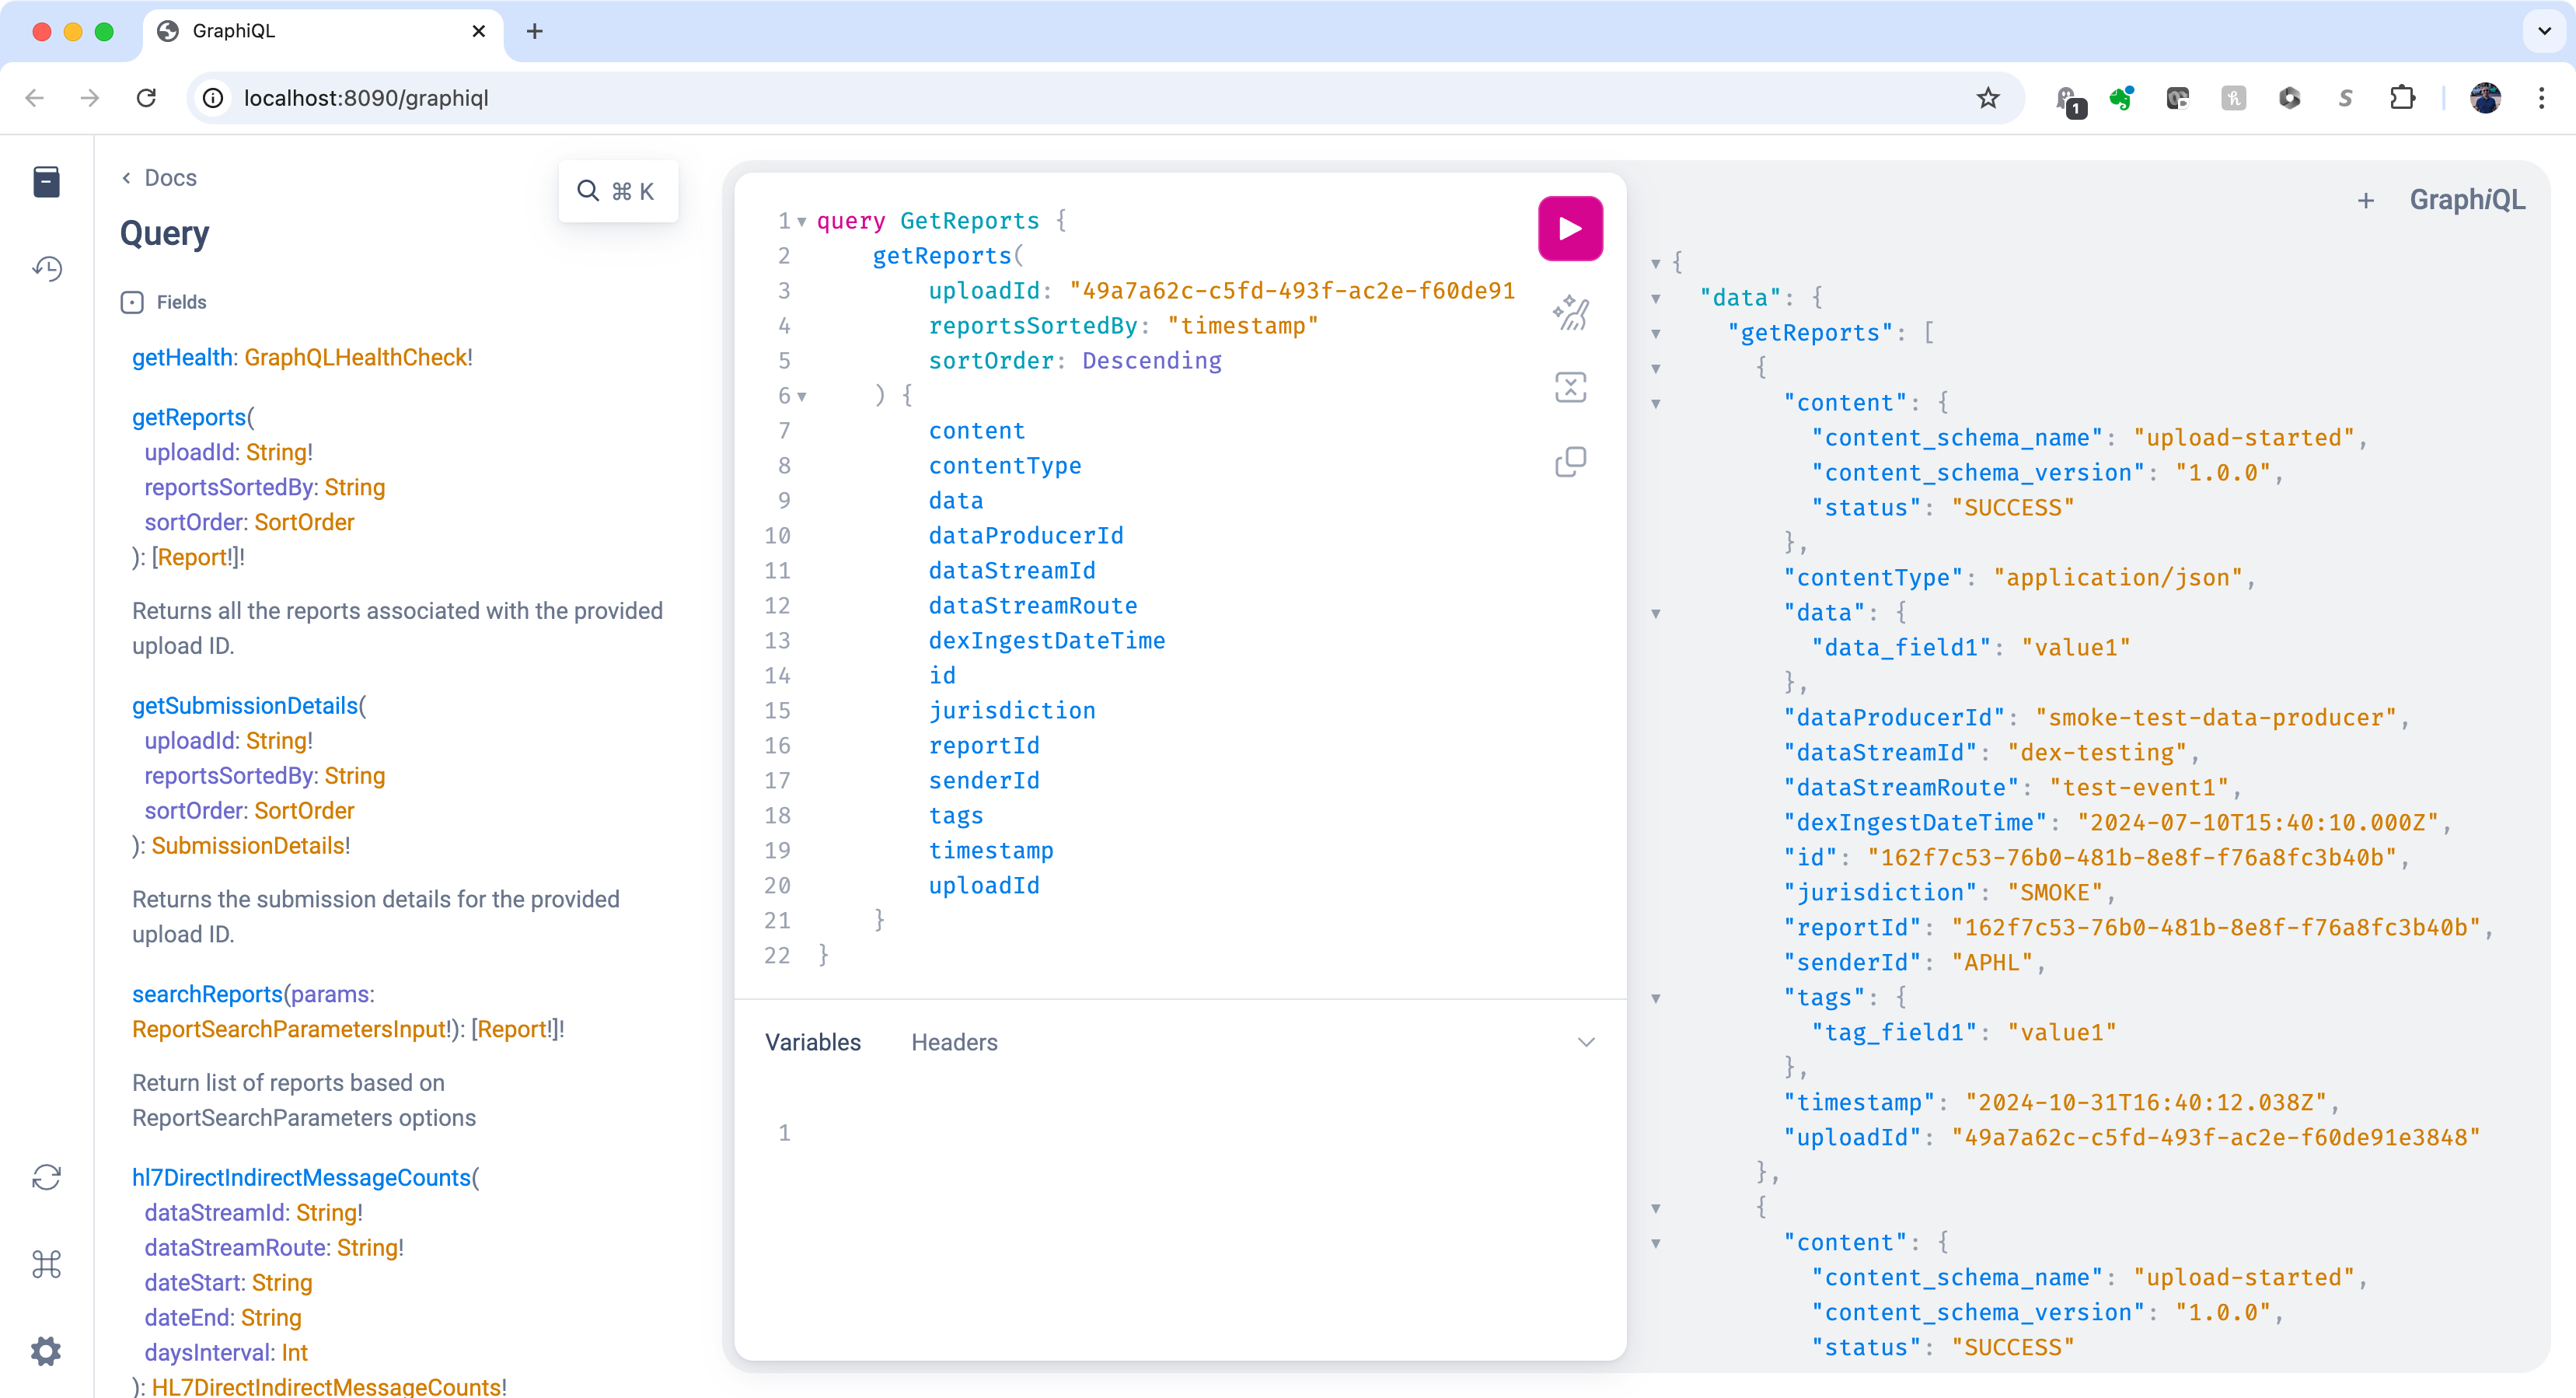 GraphiQL
localhost:8090/graphiql
1
Docs
⌘ K
Query
Fields
getHealth: GraphQLHealthCheck!
getReports(
uploadId: String!
reportsSortedBy: String
sortOrder: SortOrder
): [Report!]!
Returns all the reports associated with the provided
upload ID.
getSubmissionDetails(
uploadId: String!
reportsSortedBy: String
sortOrder: SortOrder
): SubmissionDetails!
Returns the submission details for the provided
upload ID.
searchReports(params:
ReportSearchParametersInput!): [Report!]!
Return list of reports based on
ReportSearchParameters options
hl7DirectIndirectMessageCounts(
dataStreamId: String!
dataStreamRoute: String!
dateStart: String
dateEnd: String
daysInterval: Int
): HL7DirectIndirectMessageCounts!
1 query GetReports {
2 getReports(
3 uploadId: "49a7a62c-c5fd-493f-ac2e-f60de91
4 reportsSortedBy: "timestamp"
5 sortOrder: Descending
6 ) {
7 content
8 contentType
9 data
10 dataProducerId
11 dataStreamId
12 dataStreamRoute
13 dexIngestDateTime
14 id
15 jurisdiction
16 reportId
17 senderId
18 tags
19 timestamp
20 uploadId
21 }
22 }
Variables Headers
1
+ GraphiQL
{
"data": {
"getReports": [
{
"content": {
"content_schema_name": "upload-started",
"content_schema_version": "1.0.0",
"status": "SUCCESS"
},
"contentType": "application/json",
"data": {
"data_field1": "value1"
},
"dataProducerId": "smoke-test-data-producer",
"dataStreamId": "dex-testing",
"dataStreamRoute": "test-event1",
"dexIngestDateTime": "2024-07-10T15:40:10.000Z",
"id": "162f7c53-76b0-481b-8e8f-f76a8fc3b40b",
"jurisdiction": "SMOKE",
"reportId": "162f7c53-76b0-481b-8e8f-f76a8fc3b40b",
"senderId": "APHL",
"tags": {
"tag_field1": "value1"
},
"timestamp": "2024-10-31T16:40:12.038Z",
"uploadId": "49a7a62c-c5fd-493f-ac2e-f60de91e3848"
},
{
"content": {
"content_schema_name": "upload-started",
"content_schema_version": "1.0.0",
"status": "SUCCESS"